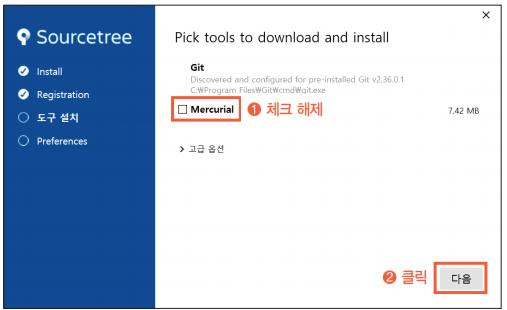 Sourcetree
Install
Registration
도구 설치
Preferences
×
Pick tools to download and install
Git
Discovered and configured for pre-installed Git v2.36.0.1
C:₩Program Files₩Git₩cmd₩git.exe
Mercurial
❶ 체크 해제
7.42 MB
고급 옵션
❷ 클릭
다음